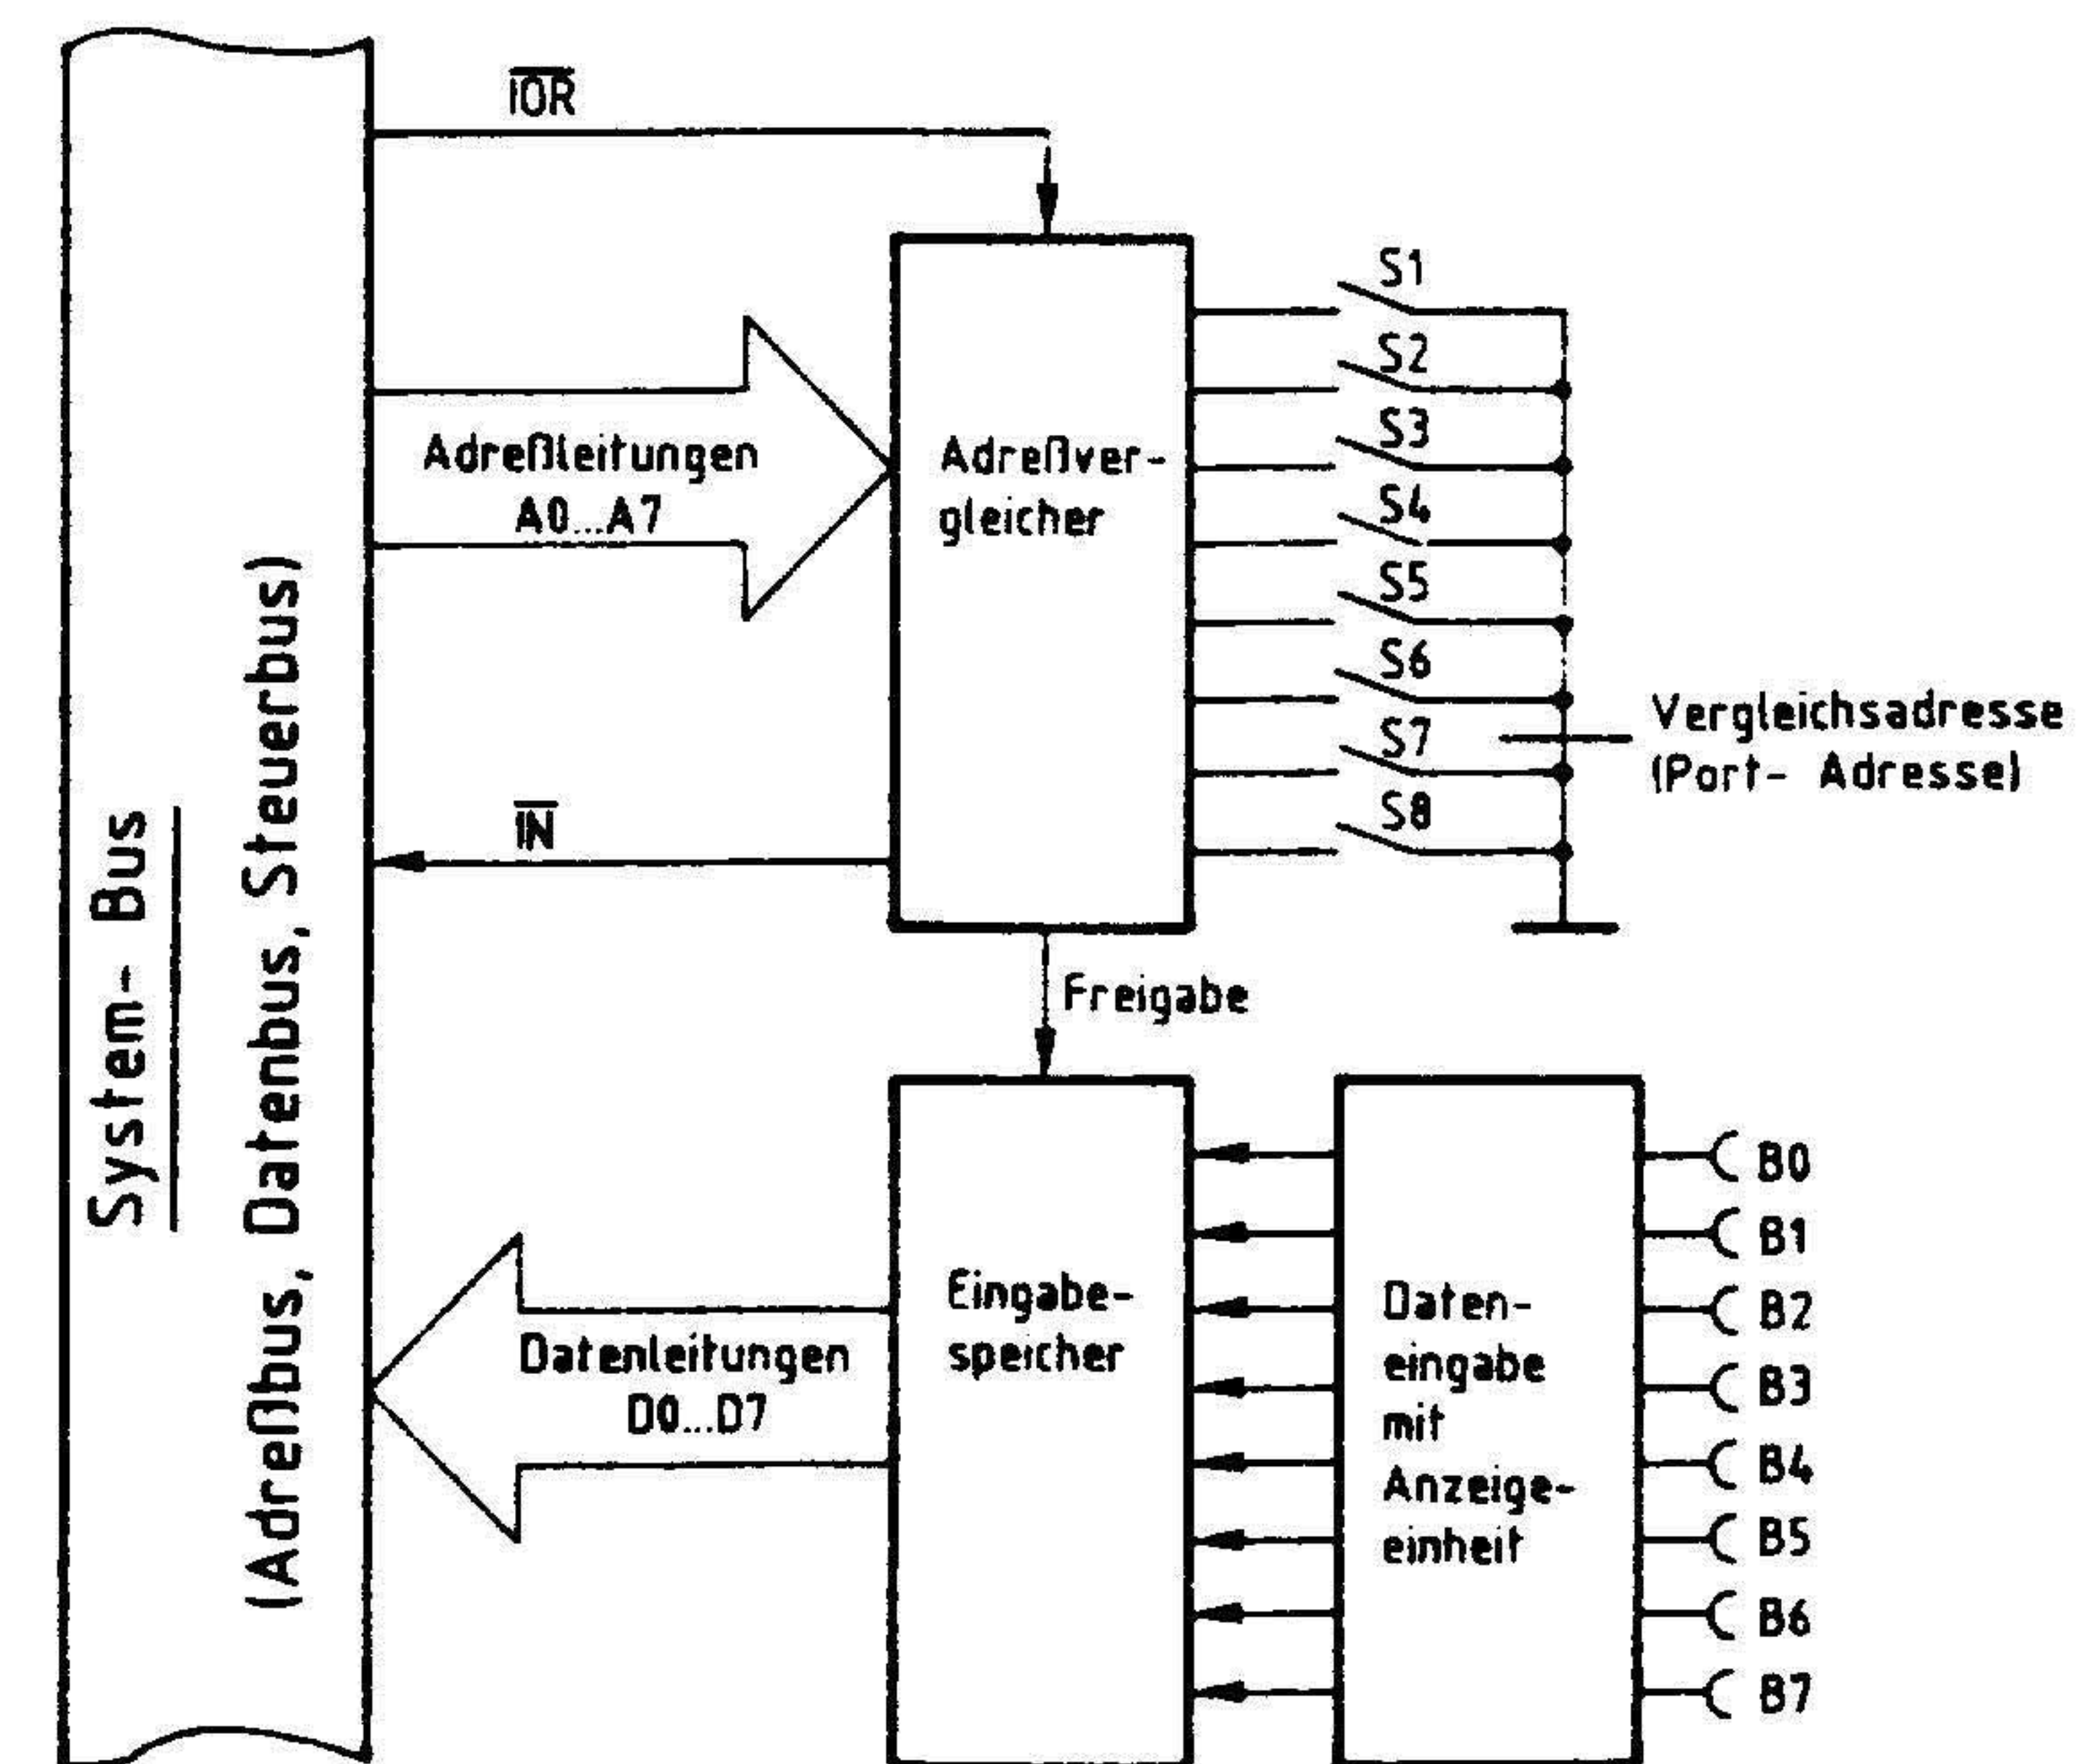 System- Bus
(Adreßbus, Datenbus, Steuerbus)
I̅O̅R̅
Adreßleitungen
A0...A7
Adreßver-
gleicher
S1
S2
S3
S4
S5
S6
S7
S8
Vergleichsadresse
(Port- Adresse)
I̅N̅
Freigabe
Eingabe-
speicher
Datenleitungen
D0...D7
Daten-
eingabe
mit
Anzeige-
einheit
B0
B1
B2
B3
B4
B5
B6
B7